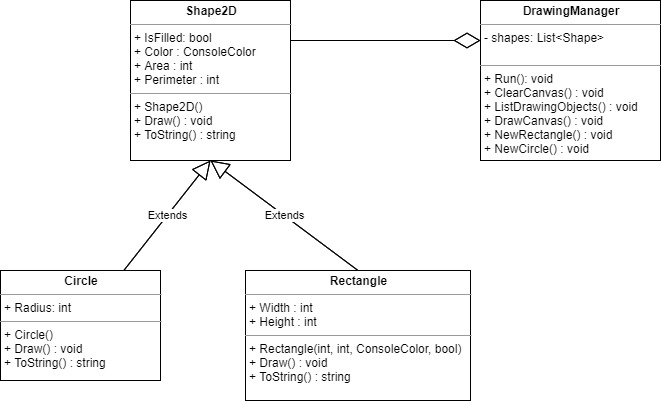 Shape2D
+ IsFilled: bool
+ Color : ConsoleColor
+ Area : int
+ Perimeter : int
+ Shape2D()
+ Draw() : void
+ ToString() : string
DrawingManager
- shapes: List<Shape>
+ Run(): void
+ ClearCanvas() : void
+ ListDrawingObjects() : void
+ DrawCanvas() : void
+ NewRectangle() : void
+ NewCircle() : void
Extends
Extends
Circle
+ Radius: int
+ Circle()
+ Draw() : void
+ ToString() : string
Rectangle
+ Width : int
+ Height : int
+ Rectangle(int, int, ConsoleColor, bool)
+ Draw() : void
+ ToString() : string